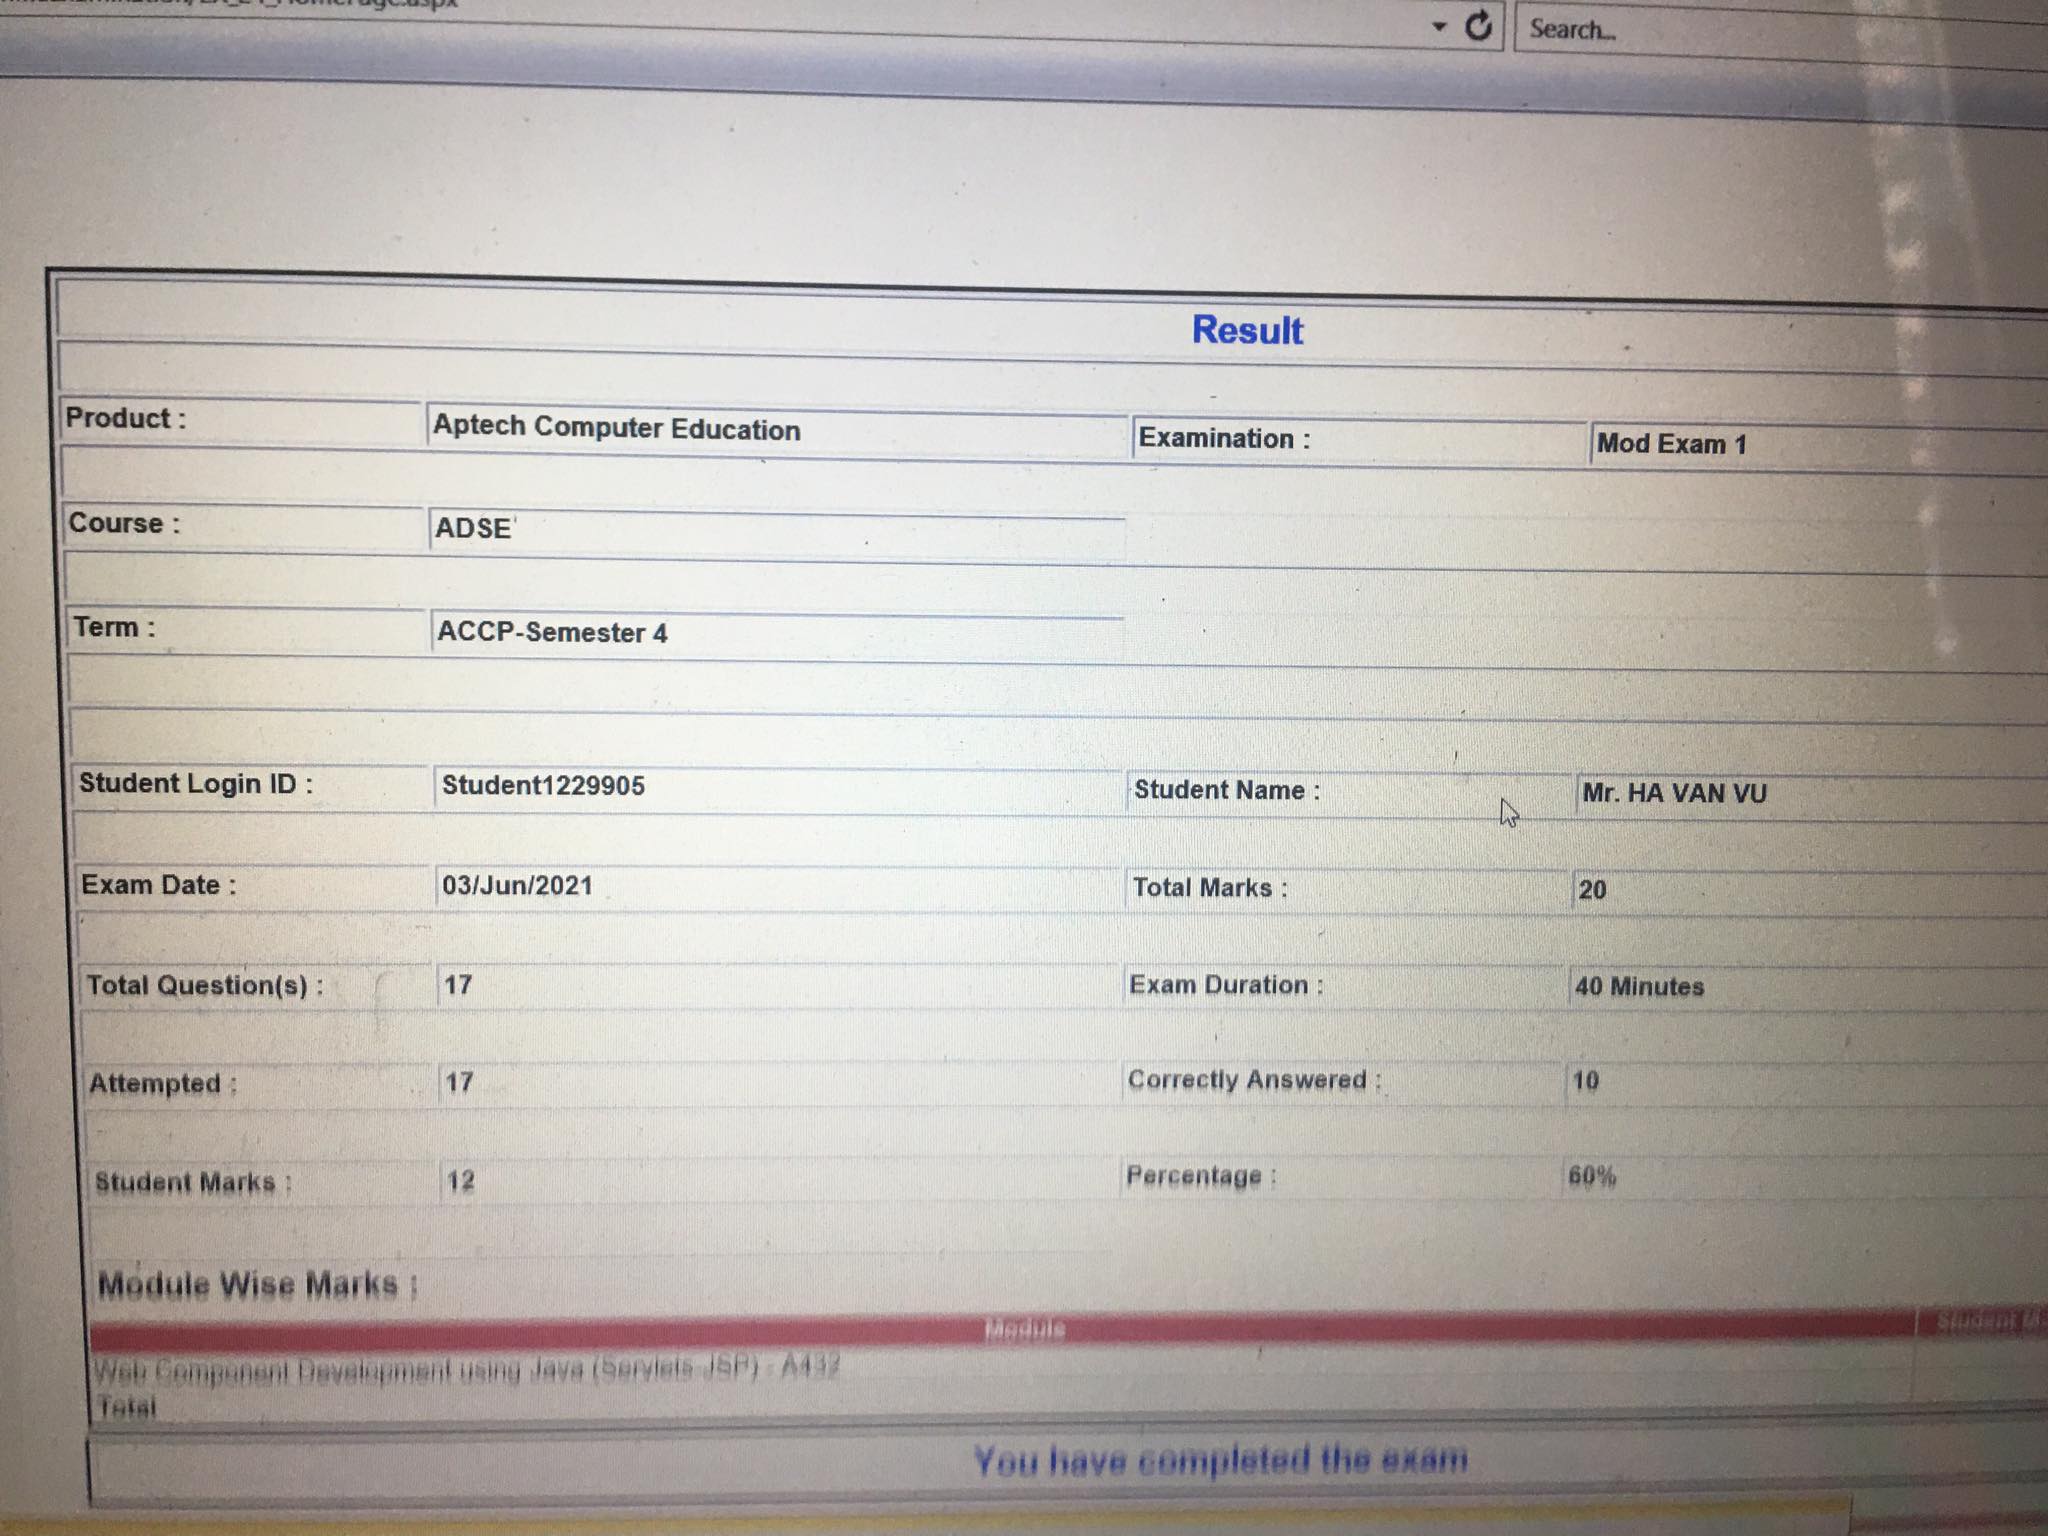 Search...
Result
Product : Aptech Computer Education Examination : Mod Exam 1
Course : ADSE
Term : ACCP-Semester 4
Student Login ID : Student1229905 Student Name : Mr. HA VAN VU
Exam Date : 03/Jun/2021 Total Marks : 20
Total Question(s) : 17 Exam Duration : 40 Minutes
Attempted : 17 Correctly Answered : 10
Student Marks : 12 Percentage : 60%
Module Wise Marks :
Module Student
Web Component Development using Java (Servlets JSP) - A432
Total
You have completed the exam